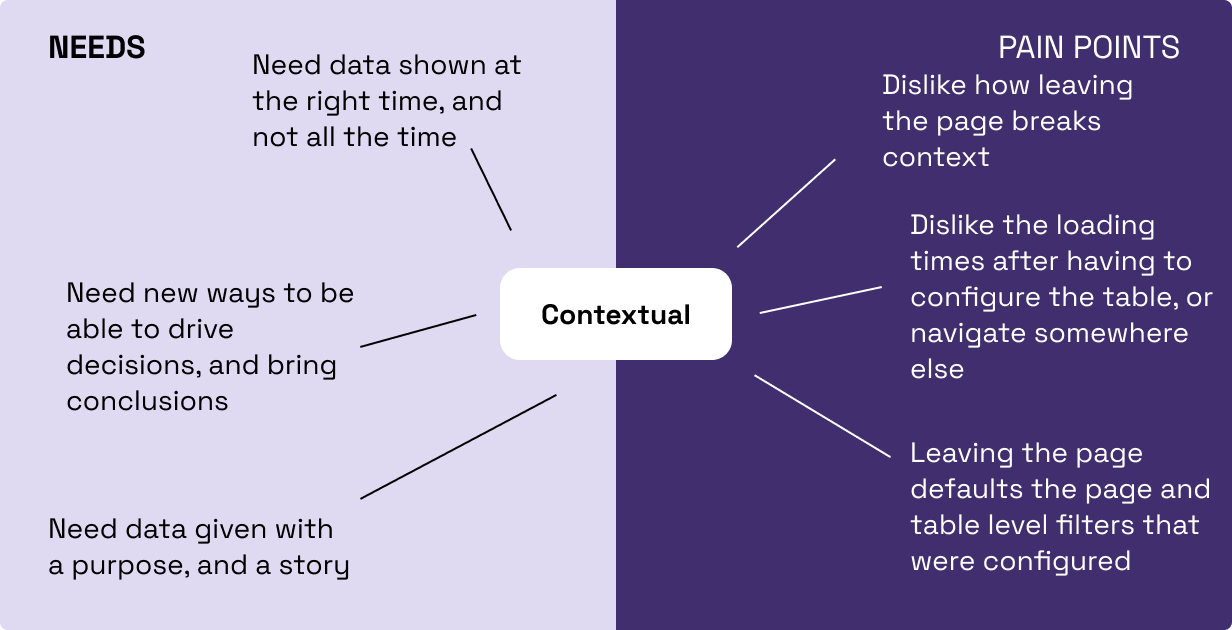 NEEDS
Need data shown at
the right time, and
not all the time
Need new ways to be
able to drive
decisions, and bring
conclusions
Need data given with
a purpose, and a story
Contextual
PAIN POINTS
Dislike how leaving
the page breaks
context
Dislike the loading
times after having to
configure the table, or
navigate somewhere
else
Leaving the page
defaults the page and
table level filters that
were configured